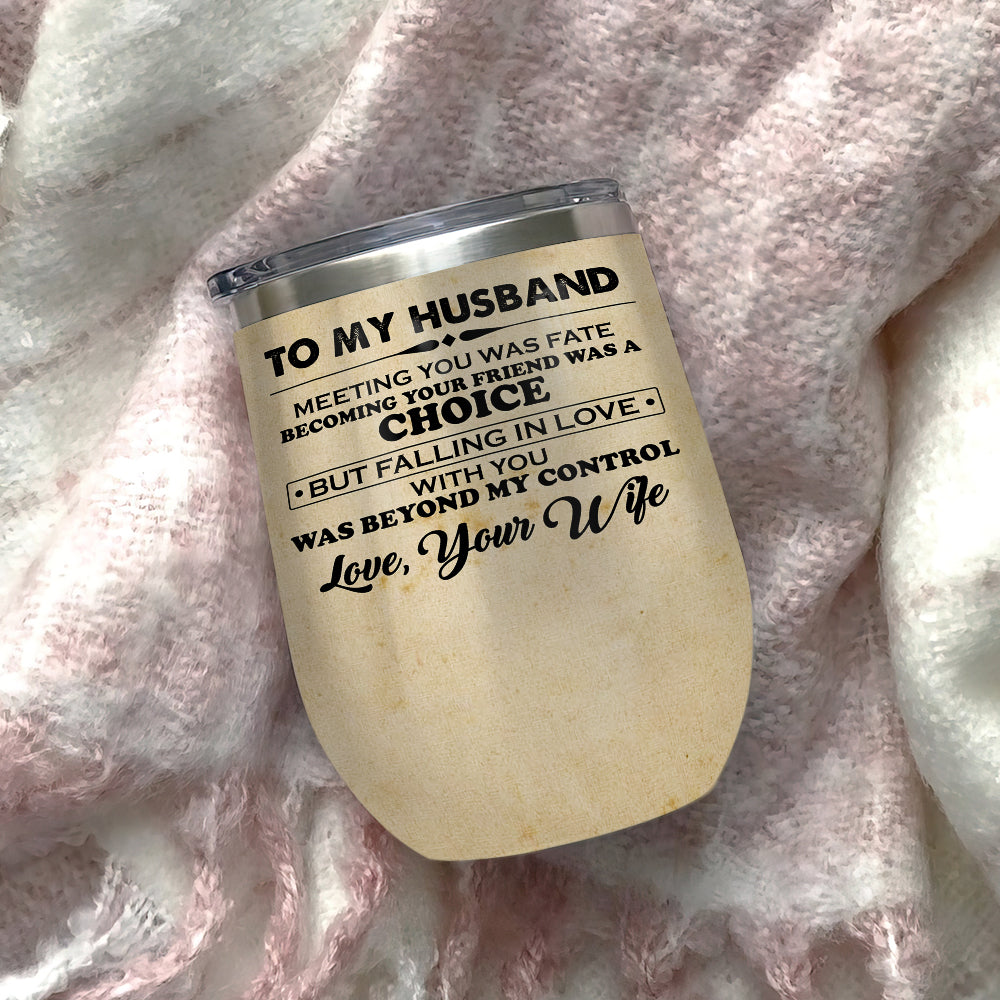 TO MY HUSBAND
MEETING YOU WAS FATE
BECOMING YOUR FRIEND WAS A
CHOICE
• BUT FALLING IN LOVE •
WITH YOU
WAS BEYOND MY CONTROL
Love, Your Wife